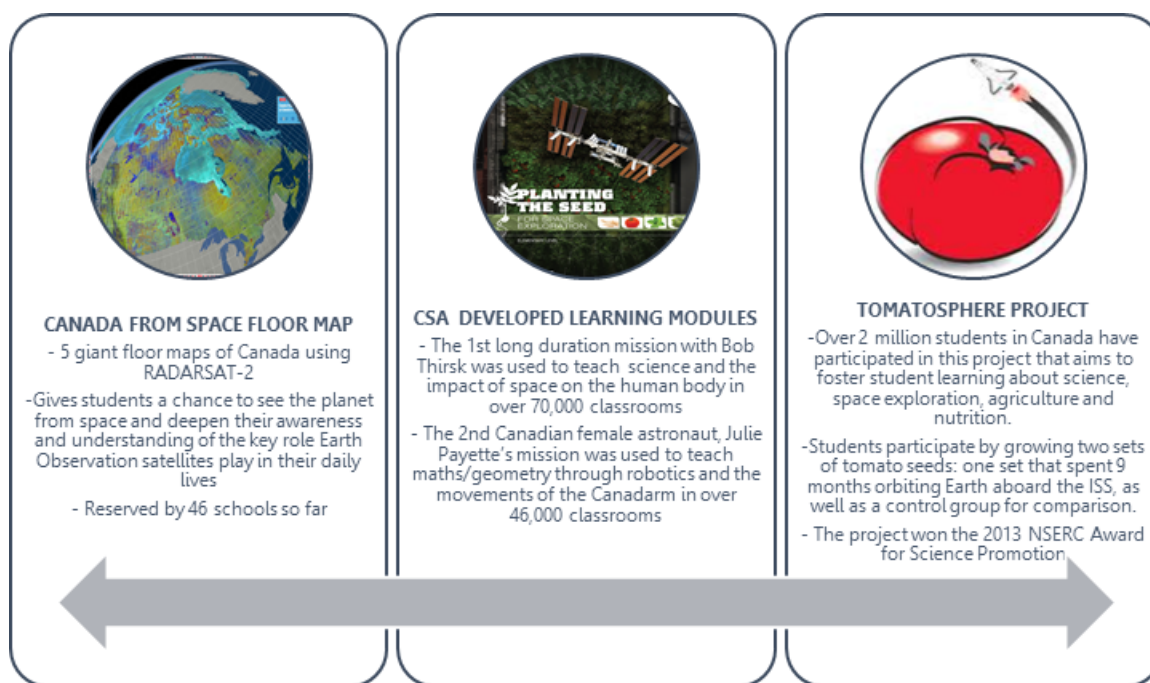 CANADA FROM SPACE FLOOR MAP
- 5 giant floor maps of Canada using
RADARSAT-2
-Gives students a chance to see the planet
from space and deepen their awareness
and understanding of the key role Earth
Observation satellites play in their daily
lives
- Reserved by 46 schools so far
PLANTING
THE SEED
FOR SPACE
EXPLORATION
CSA DEVELOPED LEARNING MODULES
- The 1st long duration mission with Bob
Thirsk was used to teach science and the
impact of space on the human body in
over 70,000 classrooms
- The 2nd Canadian female astronaut, Julie
Payette's mission was used to teach
maths/geometry through robotics and the
movements of the Canadarm in over
46,000 classrooms
TOMATOSPHERE PROJECT
-Over 2 million students in Canada have
participated in this project that aims to
foster student learning about science,
space exploration, agriculture and
nutrition.
-Students participate by growing two sets
of tomato seeds: one set that spent 9
months orbiting Earth aboard the ISS, as
well as a control group for comparison.
- The project won the 2013 NSERC Award
for Science Promotion